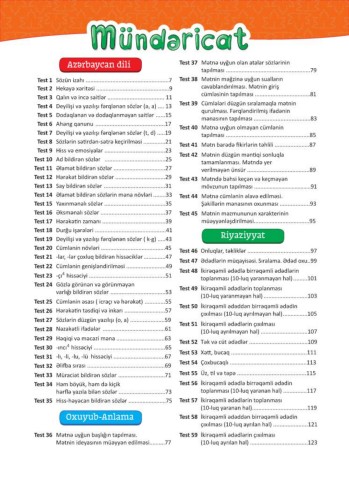 Mündəricat
Azərbaycan dili
Test 1 Sözün izahı ...7
Test 2 Hekayə xəritəsi ...9
Test 3 Qalın və incə saitlər ...11
Test 4 Deyilişi və yazılışı fərqlənən sözlər (a, ə) ...13
Test 5 Dodaqlanan və dodaqlanmayan saitlər ...15
Test 6 Ahəng qanunu ...17
Test 7 Deyilişi və yazılışı fərqlənən sözlər (t, d) ...19
Test 8 Sözlərin sətirdən-sətrə keçirilməsi ...21
Test 9 Hiss və emosiyalar ...23
Test 10 Ad bildirən sözlər ...25
Test 11 Əlamət bildirən sözlər ...27
Test 12 Hərəkət bildirən sözlər ...29
Test 13 Say bildirən sözlər ...31
Test 14 Əlamət bildirən sözlərin məna növləri ...33
Test 15 Yaxınmənalı sözlər ...35
Test 16 Əksmənalı sözlər ...37
Test 17 Hərəkətin zamanı ...39
Test 18 Durğu işarələri ...41
Test 19 Deyilişi və yazılışı fərqlənən sözlər (k-g) ...43
Test 20 Cümlənin növləri ...45
Test 21 -lar, -lər çoxluq bildirən hissəciklər ...47
Test 22 Cümlənin genişləndirilməsi ...49
Test 23 -çı⁴ hissəciyi ...51
Test 24 Gözlə görünən və görünməyən
varlığı bildirən sözlər ...53
Test 25 Cümlənin əsası ( icraçı və hərəkət) ...55
Test 26 Hərəkətin təsdiqi və inkarı ...57
Test 27 Sözlərin düzgün yazılışı (o, a) ...59
Test 28 Nəzakətli ifadələr ...61
Test 29 Həqiqi və məcazi məna ...63
Test 30 -ıncı⁴ hissəciyi ...65
Test 31 -lı, -li, -lu, -lü hissəciyi ...67
Test 32 Əlifba sırası ...69
Test 33 Müraciət bildirən sözlər ...71
Test 34 Həm böyük, həm də kiçik
hərflə yazıla bilən sözlər ...73
Test 35 Hiss-həyəcan bildirən sözlər ...75
Oxuyub-Anlama
Test 36 Mətnə uyğun başlığın tapılması.
Mətnin ideyasının müəyyən edilməsi...77
Test 37 Mətnə uyğun olan atalar sözlərinin
tapılması ...79
Test 38 Mətnin məğzinə uyğun sualların
cavablandırılması. Mətnin giriş
cümləsinin tapılması ...81
Test 39 Cümlələri düzgün sıralamaqla mətnin
qurulması. Fərqləndirilmiş ifadənin
mənasının tapılması ...83
Test 40 Mətnə uyğun olmayan cümlənin
tapılması ...85
Test 41 Mətn barədə fikirlərin təhlili ...87
Test 42 Mətnin düzgün məntiqi sonluqla
tamamlanması. Mətndə yer
verilməyən ünsür ...89
Test 43 Mətndə bəhsi keçən və keçməyən
mövzunun tapılması ...91
Test 44 Mətnə cümlənin əlavə edilməsi.
Şəkillərin mənasının oxunması ...93
Test 45 Mətnin məzmununun xarakterinin
müəyyənləşdirilməsi...95
Riyaziyyat
Test 46 Onluqlar, təkliklər ...97
Test 47 Ədədlərin müqayisəsi. Sıralama. Ədəd oxu..99
Test 48 İkirəqəmli ədədlə birrəqəmli ədədlərin
toplanması (10-luq yaranmayan hal) ...101
Test 49 İkirəqəmli ədədlərin toplanması
(10-luq yaranmayan hal) ...103
Test 50 İkirəqəmli ədəddən birrəqəmli ədədin
çıxılması (10-luq ayrılmayan hal)...105
Test 51 İkirəqəmli ədədlərin çıxılması
(10-luq ayrılmayan hal) ...107
Test 52 Tək və cüt ədədlər ...109
Test 53 Xətt, bucaq ...111
Test 54 Çoxbucaqlı ...113
Test 55 Üz, til və təpə ...115
Test 56 İkirəqəmli ədədlə birrəqəmli ədədin
toplanması (10-luq yaranan hal) ...117
Test 57 İkirəqəmli ədədlərin toplanması
(10-luq yaranan hal) ...119
Test 58 İkirəqəmli ədəddən birrəqəmli ədədin
çıxılması (10-luq ayrılan hal) ...121
Test 59 İkirəqəmli ədədlərin çıxılması
(10-luq ayrılan hal) ...123